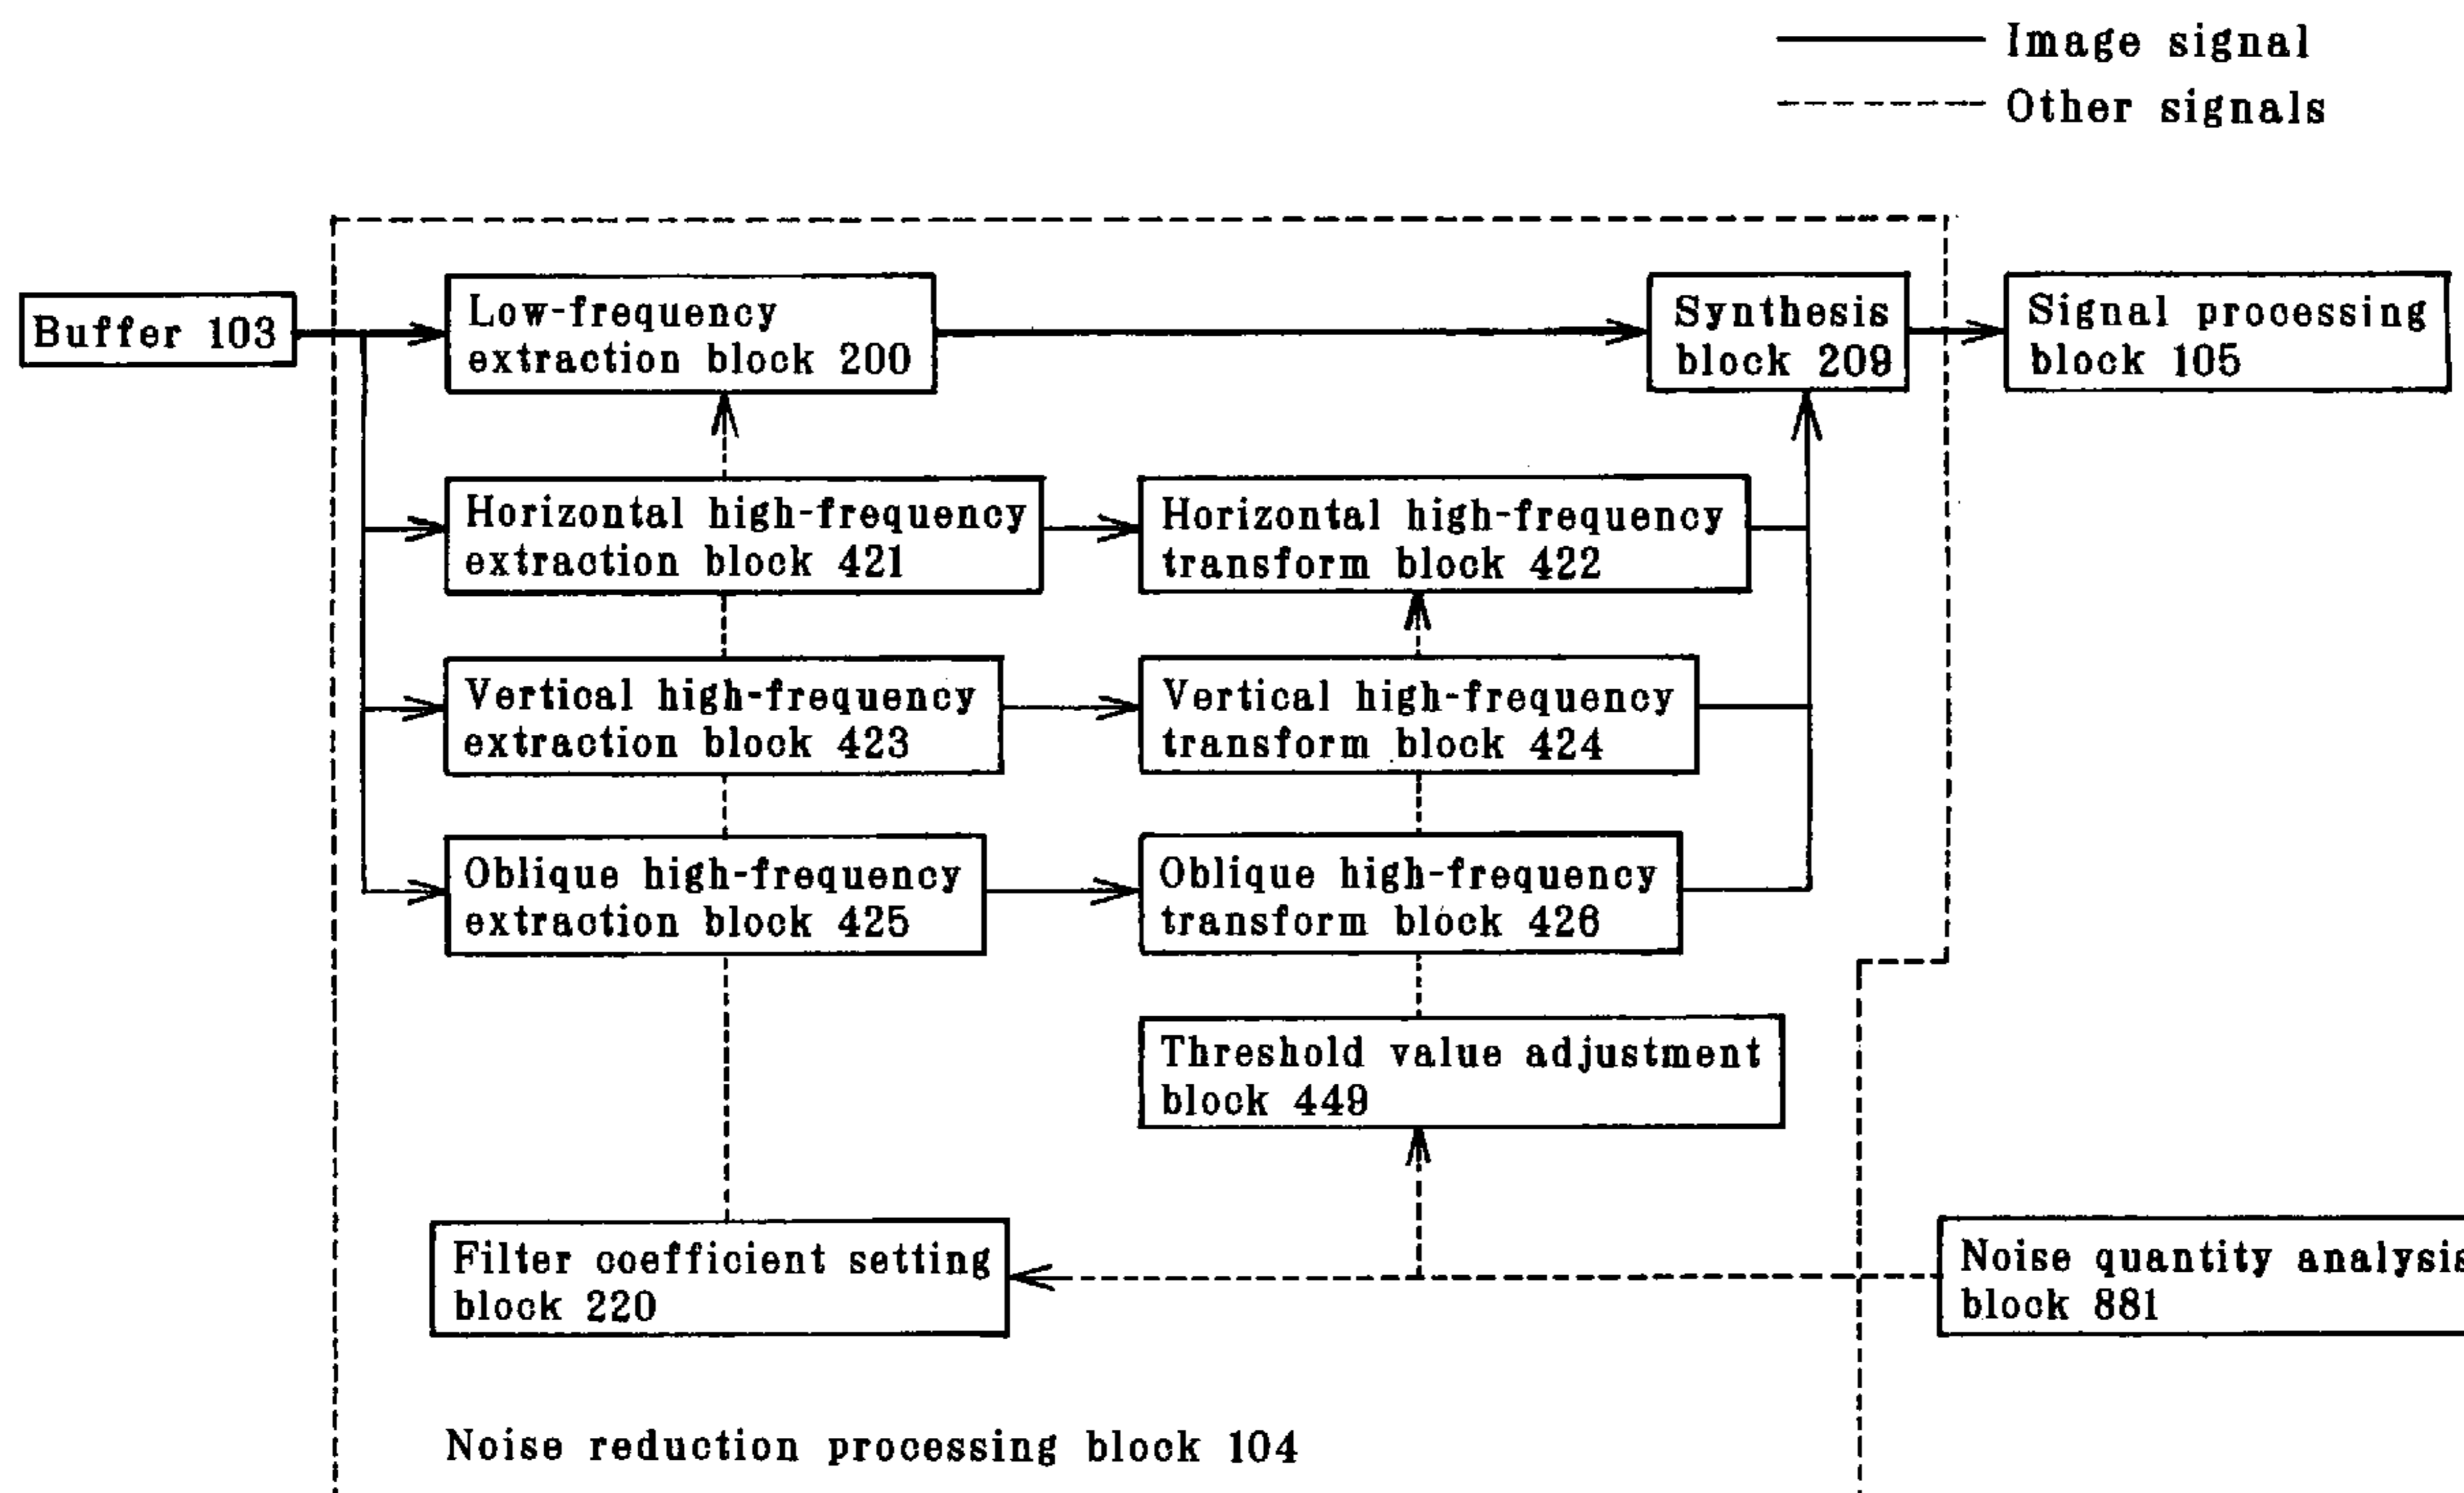 Image signal
Other signals
Buffer 103
Low-frequency
extraction block 200
Synthesis
block 209
Signal processing
block 105
Horizontal high-frequency
extraction block 421
Horizontal high-frequency
transform block 422
Vertical high-frequency
extraction block 423
Vertical high-frequency
transform block 424
Oblique high-frequency
extraction block 425
Oblique high-frequency
transform block 426
Threshold value adjustment
block 449
Filter coefficient setting
block 220
Noise quantity analysis
block 881
Noise reduction processing block 104